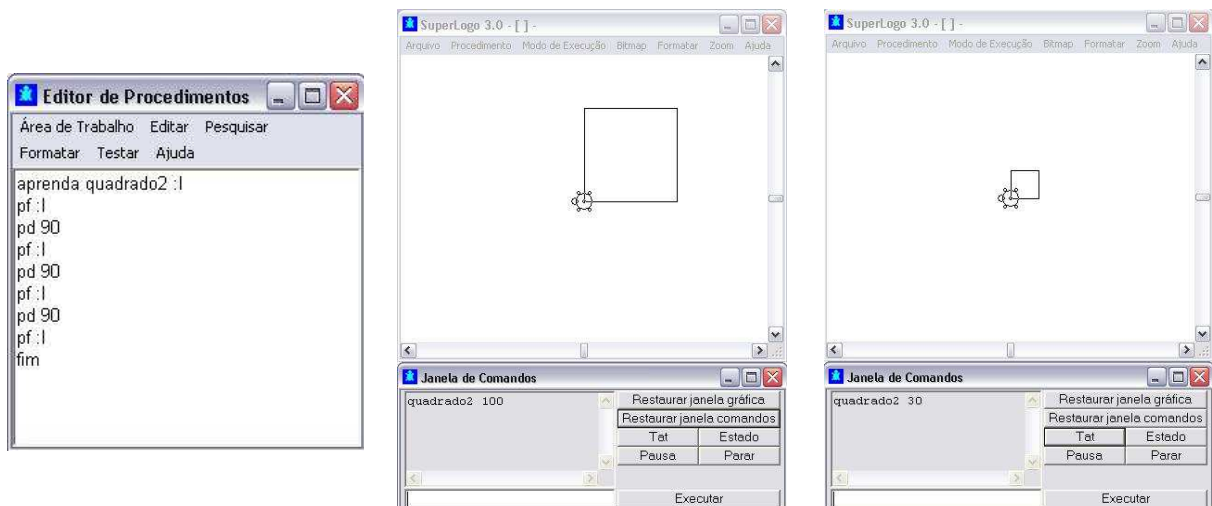 Editor de Procedimentos
Área de Trabalho Editar Pesquisar
Formatar Testar Ajuda
aprenda quadrado2 :l
pf :l
pd 90
pf :l
pd 90
pf :l
pd 90
pf :l
fim
SuperLogo 3.0 - [ ] -
Arquivo Procedimento Modo de Execução Bitmap Formatar Zoom Ajuda
Janela de Comandos
quadrado2 100
Restaurar janela gráfica
Restaurar janela comandos
Tat Estado
Pausa Parar
Executar
SuperLogo 3.0 - [ ] -
Arquivo Procedimento Modo de Execução Bitmap Formatar Zoom Ajuda
Janela de Comandos
quadrado2 30
Restaurar janela gráfica
Restaurar janela comandos
Tat Estado
Pausa Parar
Executar